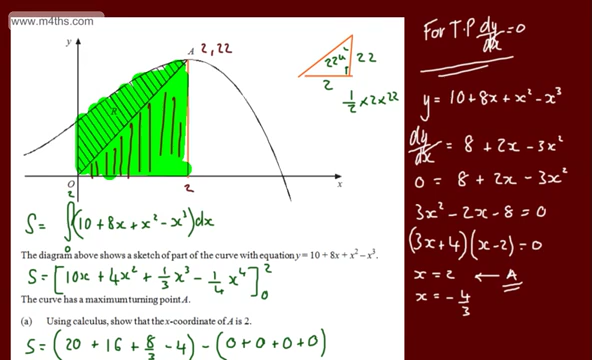 www.m4ths.com
y
A 2,22
R
O
2
x
22u²
22
2
1/2 × 2 × 22
S = ∫₀² (10 + 8x + x² - x³) dx
The diagram above shows a sketch of part of the curve with equation y = 10 + 8x + x² – x³.
S = [10x + 4x² + 1/3 x³ - 1/4 x⁴]₀²
The curve has a maximum turning point A.
(a) Using calculus, show that the x-coordinate of A is 2.
S = (20 + 16 + 8/3 - 4) - (0 + 0 + 0 + 0)
For T.P dy/dx = 0
y = 10 + 8x + x² - x³
dy/dx = 8 + 2x - 3x²
0 = 8 + 2x - 3x²
3x² - 2x - 8 = 0
(3x + 4)(x - 2) = 0
x = 2 ← A
x = - 4/3